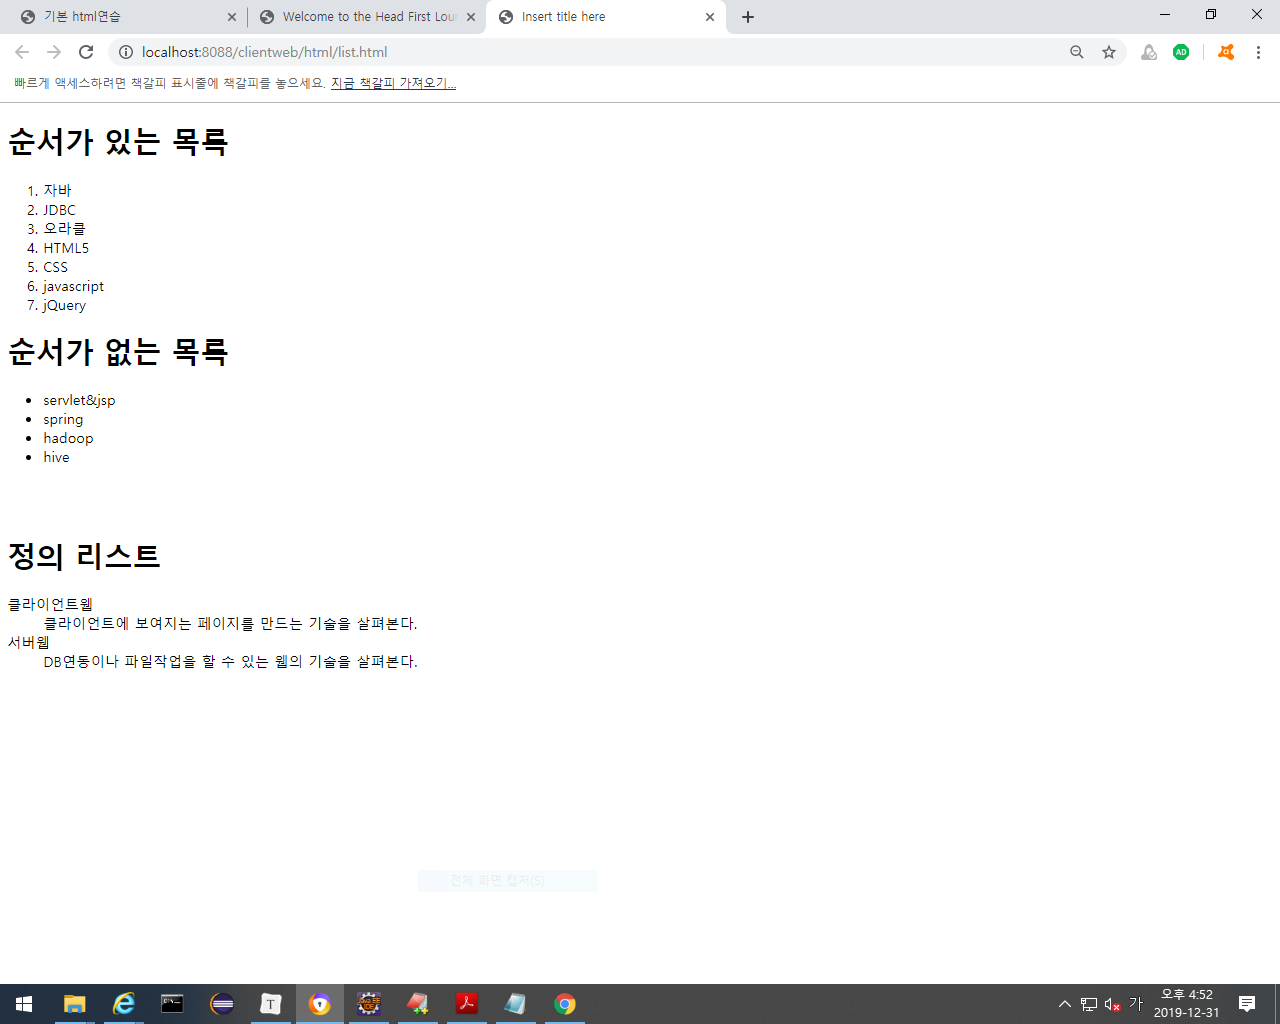 기본 html연습
Welcome to the Head First Lour
Insert title here
localhost:8088/clientweb/html/list.html
빠르게 액세스하려면 책갈피 표시줄에 책갈피를 놓으세요. 지금 책갈피 가져오기...
순서가 있는 목록
1. 자바
2. JDBC
3. 오라클
4. HTML5
5. CSS
6. javascript
7. jQuery
순서가 없는 목록
• servlet&jsp
• spring
• hadoop
• hive
정의 리스트
클라이언트웹
클라이언트에 보여지는 페이지를 만드는 기술을 살펴본다.
서버웹
DB연동이나 파일작업을 할 수 있는 웹의 기술을 살펴본다.
전체 화면 캡처(S)
가
오후 4:52
2019-12-31